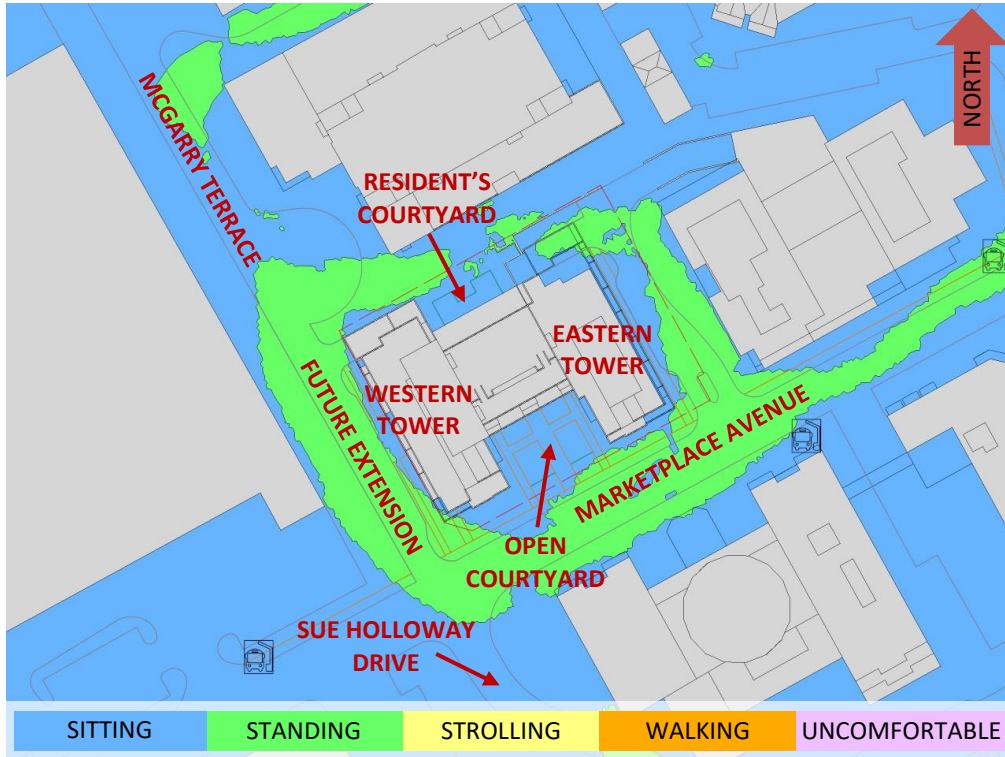 NORTH
MCGARRY TERRACE
RESIDENT'S
COURTYARD
EASTERN
TOWER
WESTERN
TOWER
FUTURE EXTENSION
MARKETPLACE AVENUE
OPEN
COURTYARD
SUE HOLLOWAY
DRIVE
SITTING
STANDING
STROLLING
WALKING
UNCOMFORTABLE